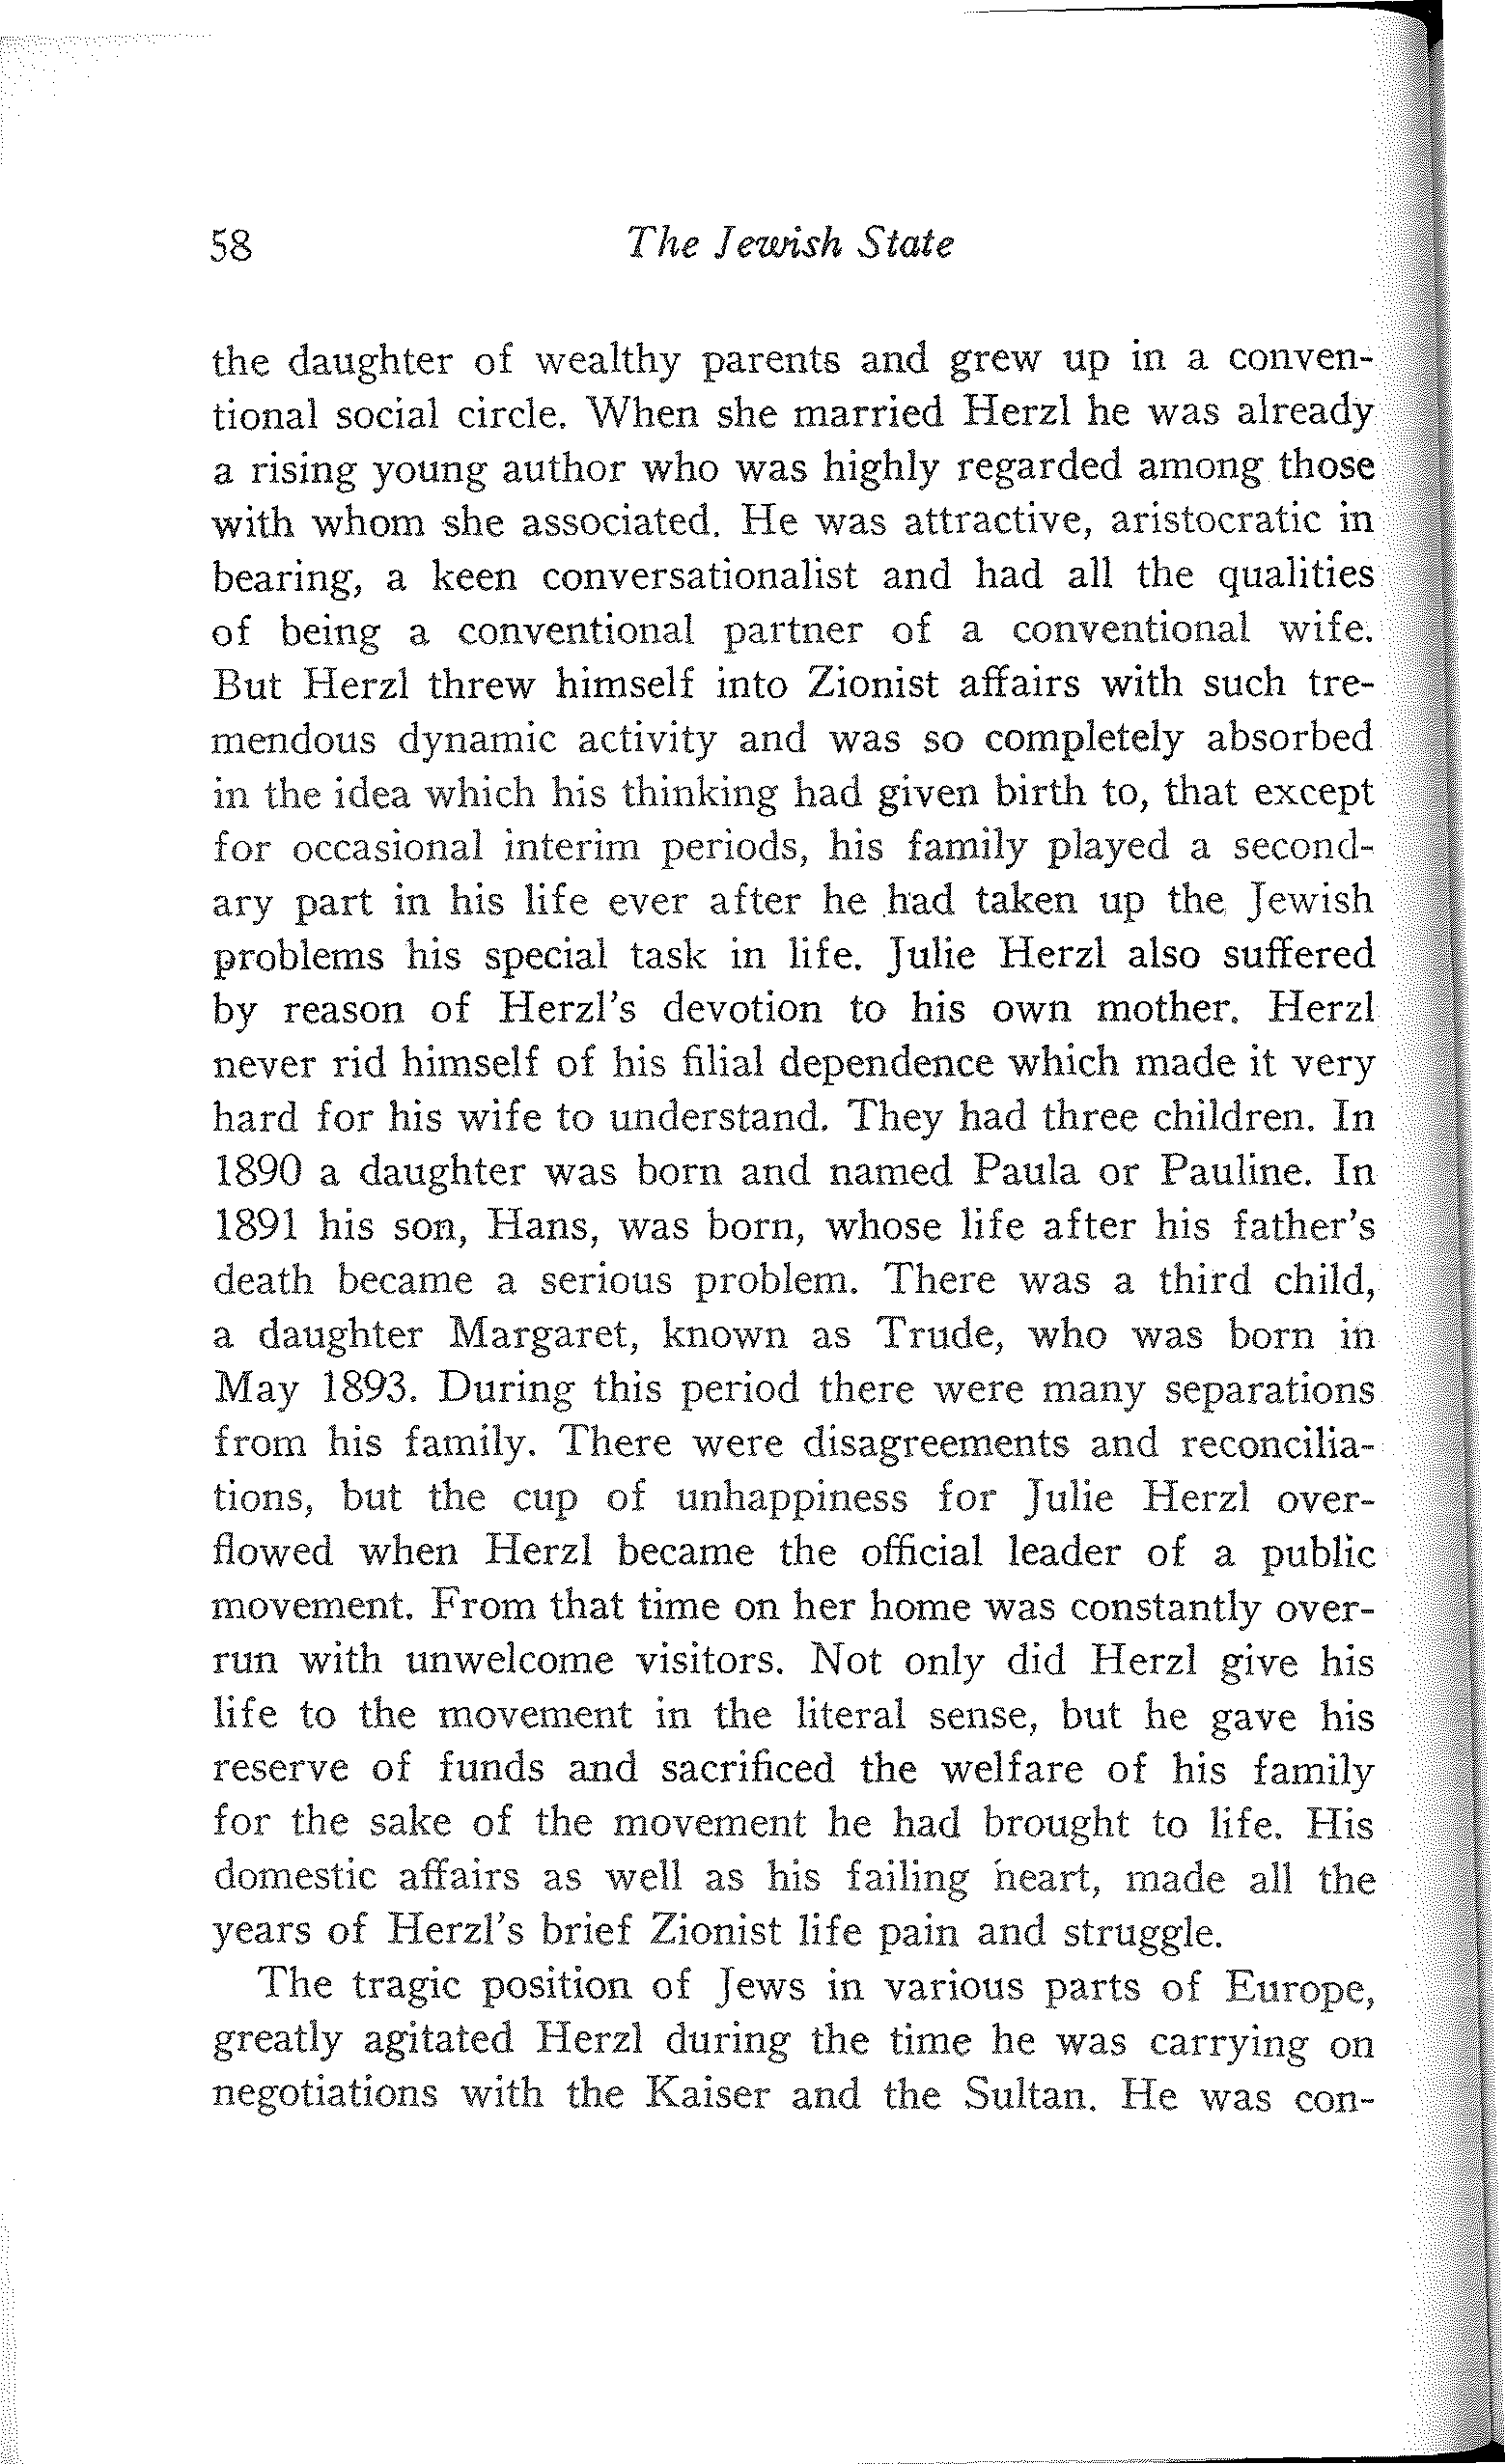 58 The Jewish State
the daughter of wealthy parents and grew up in a conven-
tional social circle. When she married Herzl he was already
a rising young author who was highly regarded among those
with whom she associated. He was attractive, aristocratic in
bearing, a keen conversationalist and had all the qualities
of being a conventional partner of a conventional wife.
But Herzl threw himself into Zionist affairs with such tre-
mendous dynamic activity and was so completely absorbed
in the idea which his thinking had given birth to, that except
for occasional interim periods, his family played a second-
ary part in his life ever after he had taken up the Jewish
problems his special task in life. Julie Herzl also suffered
by reason of Herzl's devotion to his own mother. Herzl
never rid himself of his filial dependence which made it very
hard for his wife to understand. They had three children. In
1890 a daughter was born and named Paula or Pauline. In
1891 his son, Hans, was born, whose life after his father's
death became a serious problem. There was a third child,
a daughter Margaret, known as Trude, who was born in
May 1893. During this period there were many separations
from his family. There were disagreements and reconcilia-
tions, but the cup of unhappiness for Julie Herzl over-
flowed when Herzl became the official leader of a public
movement. From that time on her home was constantly over-
run with unwelcome visitors. Not only did Herzl give his
life to the movement in the literal sense, but he gave his
reserve of funds and sacrificed the welfare of his family
for the sake of the movement he had brought to life. His
domestic affairs as well as his failing heart, made all the
years of Herzl's brief Zionist life pain and struggle.
The tragic position of Jews in various parts of Europe,
greatly agitated Herzl during the time he was carrying on
negotiations with the Kaiser and the Sultan. He was con-